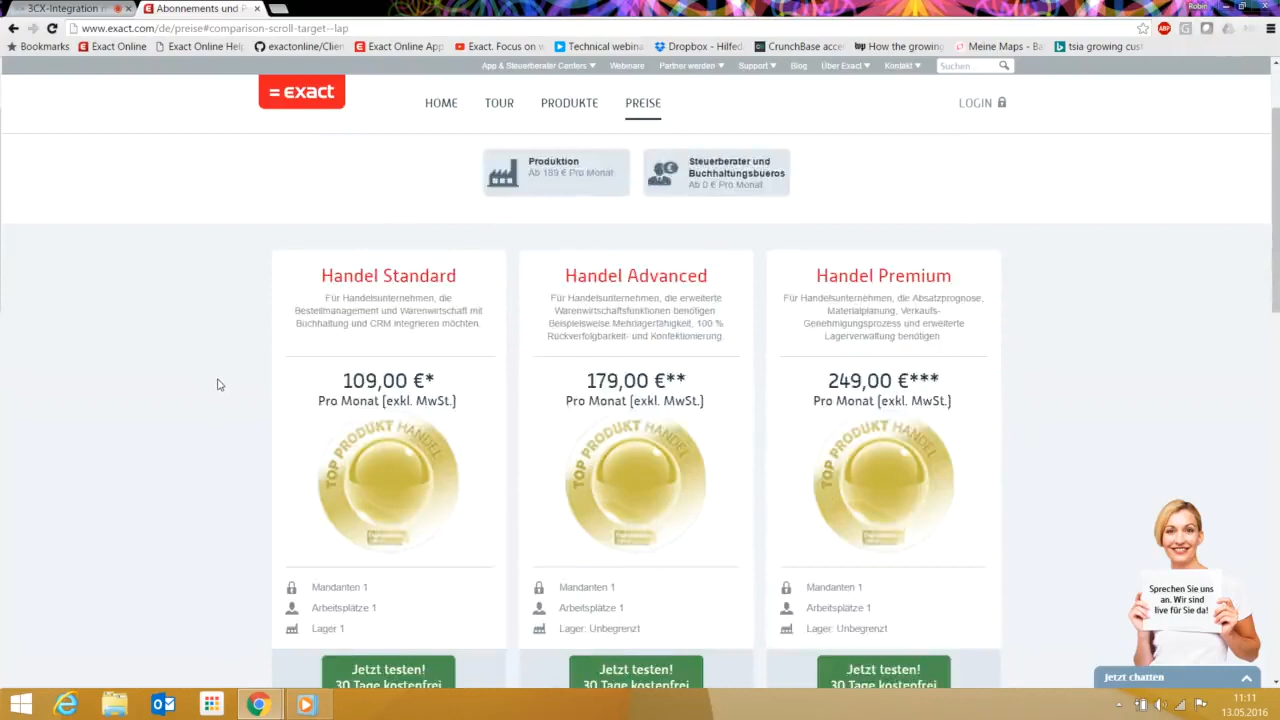 Robin
3CX-Integration
Abonnements und P
www.exact.com/de/preise#comparison-scroll-target--lap
Bookmarks
Exact Online
Exact Online Help
exactonline/Clien
Exact Online App
Exact. Focus on
Technical webina
Dropbox - Hilfed
CrunchBase acce
How the growing
Meine Maps - Ba
tsia growing cust
App & Steuerberater Centers
Webinare
Partner werden
Support
Blog
Über Exact
Kontakt
Suchen...
= exact
HOME
TOUR
PRODUKTE
PREISE
LOGIN
Produktion
Ab 189 € Pro Monat
Steuerberater und
Buchhaltungsbueros
Ab 0 € Pro Monat
Handel Standard
Für Handelsunternehmen, die
Bestellmanagement und Warenwirtschaft mit
Buchhaltung und CRM integrieren möchten.
109,00 €*
Pro Monat (exkl. MwSt.)
TOP PRODUKT HANDEL
Mandanten 1
Arbeitsplätze 1
Lager 1
Jetzt testen!
30 Tage kostenfrei
Handel Advanced
Für Handelsunternehmen, die erweiterte
Warenwirtschaftsfunktionen benötigen
Beispielsweise Mehrlagerfähigkeit, 100 %
Rückverfolgbarkeit- und Konfektionierung.
179,00 €**
Pro Monat (exkl. MwSt.)
TOP PRODUKT HANDEL
Mandanten 1
Arbeitsplätze 1
Lager: Unbegrenzt
Jetzt testen!
30 Tage kostenfrei
Handel Premium
Für Handelsunternehmen, die Absatzprognose,
Materialplanung, Verkaufs-
Genehmigungsprozess und erweiterte
Lagerverwaltung benötigen
249,00 €***
Pro Monat (exkl. MwSt.)
TOP PRODUKT HANDEL
Mandanten 1
Arbeitsplätze 1
Lager: Unbegrenzt
Jetzt testen!
30 Tage kostenfrei
Sprechen Sie uns
an. Wir sind
live für Sie da!
Jetzt chatten
11:11
13.05.2016